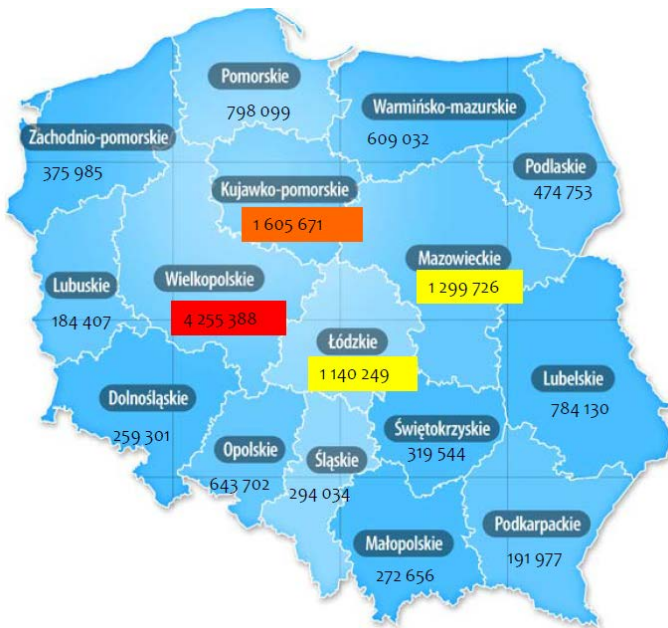 Pomorskie
798 099
Warmińsko-mazurskie
609 032
Zachodnio-pomorskie
375 985
Podlaskie
474 753
Kujawko-pomorskie
1 605 671
Mazowieckie
1 299 726
Lubuskie
184 407
Wielkopolskie
4 255 388
Łódzkie
1 140 249
Lubelskie
784 130
Dolnośląskie
259 301
Opolskie
643 702
Śląskie
294 034
Świętokrzyskie
319 544
Małopolskie
272 656
Podkarpackie
191 977